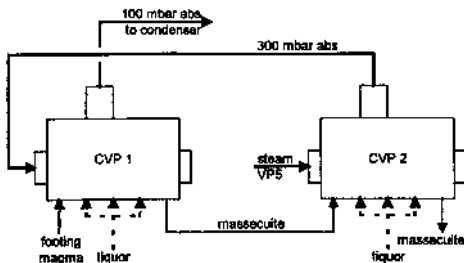 100 mbar abs
to condenser
300 mbar abs
CVP 1
CVP 2
steam
VP5
massecuite
footing
magma
liquor
liquor
massecuite